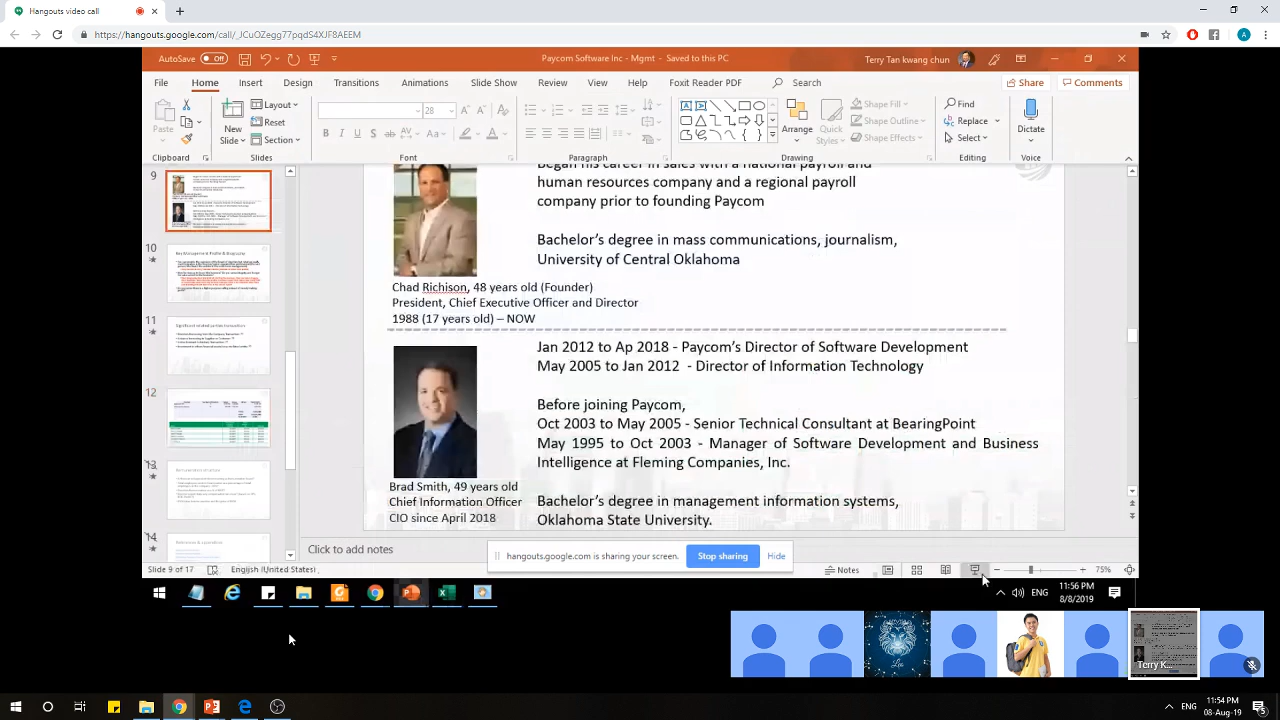 Hangouts video call
https://hangouts.google.com/call/_JCuOZegg77pqdS4XJF8AEEM
A
AutoSave Off
Paycom Software Inc - Mgmt - Saved to this PC
Terry Tan kwang chun
File Home Insert Design Transitions Animations Slide Show Review View Help Foxit Reader PDF Search
Share Comments
Paste
New
Slide
Layout
Reset
Section
28
Arrange
Quick
Styles
Shape Fill
Shape Outline
Shape Effects
Find
Replace
Select
Dictate
Clipboard Slides Font Paragraph Drawing Editing Voice
9
10
11
12
13
14
Began his career in sales with a national payroll and
human resources company and a regional payroll
company prior to founding Paycom
Bachelor's degree in mass communications, journalism,
University of Central Oklahoma
Chad Richison, 48 years old (Founder)
President, Chief Executive Officer and Director
1988 (17 years old) – NOW
Jan 2012 to Ap 2018 - Paycom's Director of Software Development
May 2005 to Jan 2012 - Director of Information Technology
Before joining Paycom,
Oct 2003 to May 2005 - Senior Technical Consultant at BearingPoint
May 1995 to Oct 2003 - Manager of Software Development and Business
Intelligence at Fleming Companies, Inc.
Brad Smith, 49 years old
Chief Information Officer
CIO since April 2018
Bachelor's degree in management information systems,
Oklahoma State University.
Click to add notes
hangouts.google.com is sharing your screen. Stop sharing Hide
Slide 9 of 17 English (United States) Notes 75%
11:56 PM
ENG
8/8/2019
Leo
Terry K...
11:54 PM
ENG
08-Aug-19